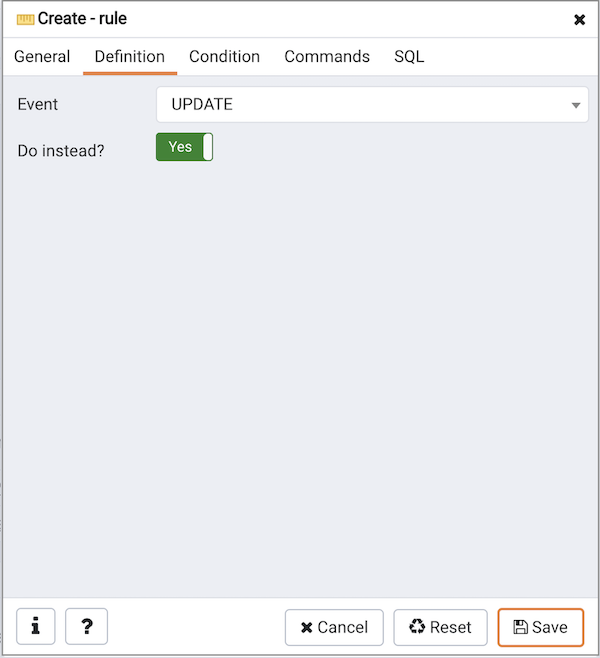 Create - rule
General Definition Condition Commands SQL
Event UPDATE
Do instead? Yes
i ? Cancel Reset Save